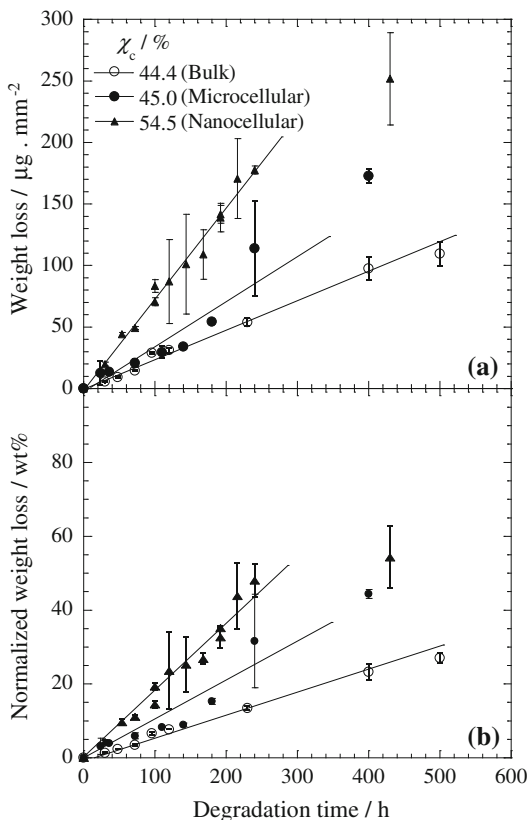 300
χc / %
44.4 (Bulk)
45.0 (Microcellular)
54.5 (Nanocellular)
250
200
150
100
50
0
Weight loss / μg . mm-2
(a)
80
60
40
20
0
Normalized weight loss / wt%
(b)
0 100 200 300 400 500 600
Degradation time / h